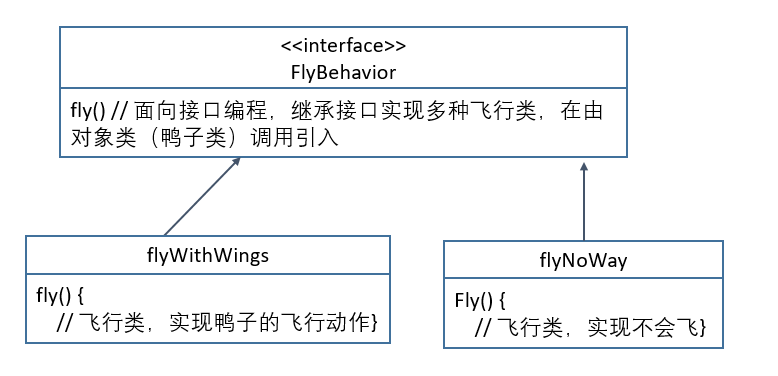 <<interface>>
FlyBehavior
fly() // 面向接口编程，继承接口实现多种飞行类，在由
对象类（鸭子类）调用引入
flyWithWings
fly() {
// 飞行类，实现鸭子的飞行动作}
flyNoWay
Fly() {
// 飞行类，实现不会飞}